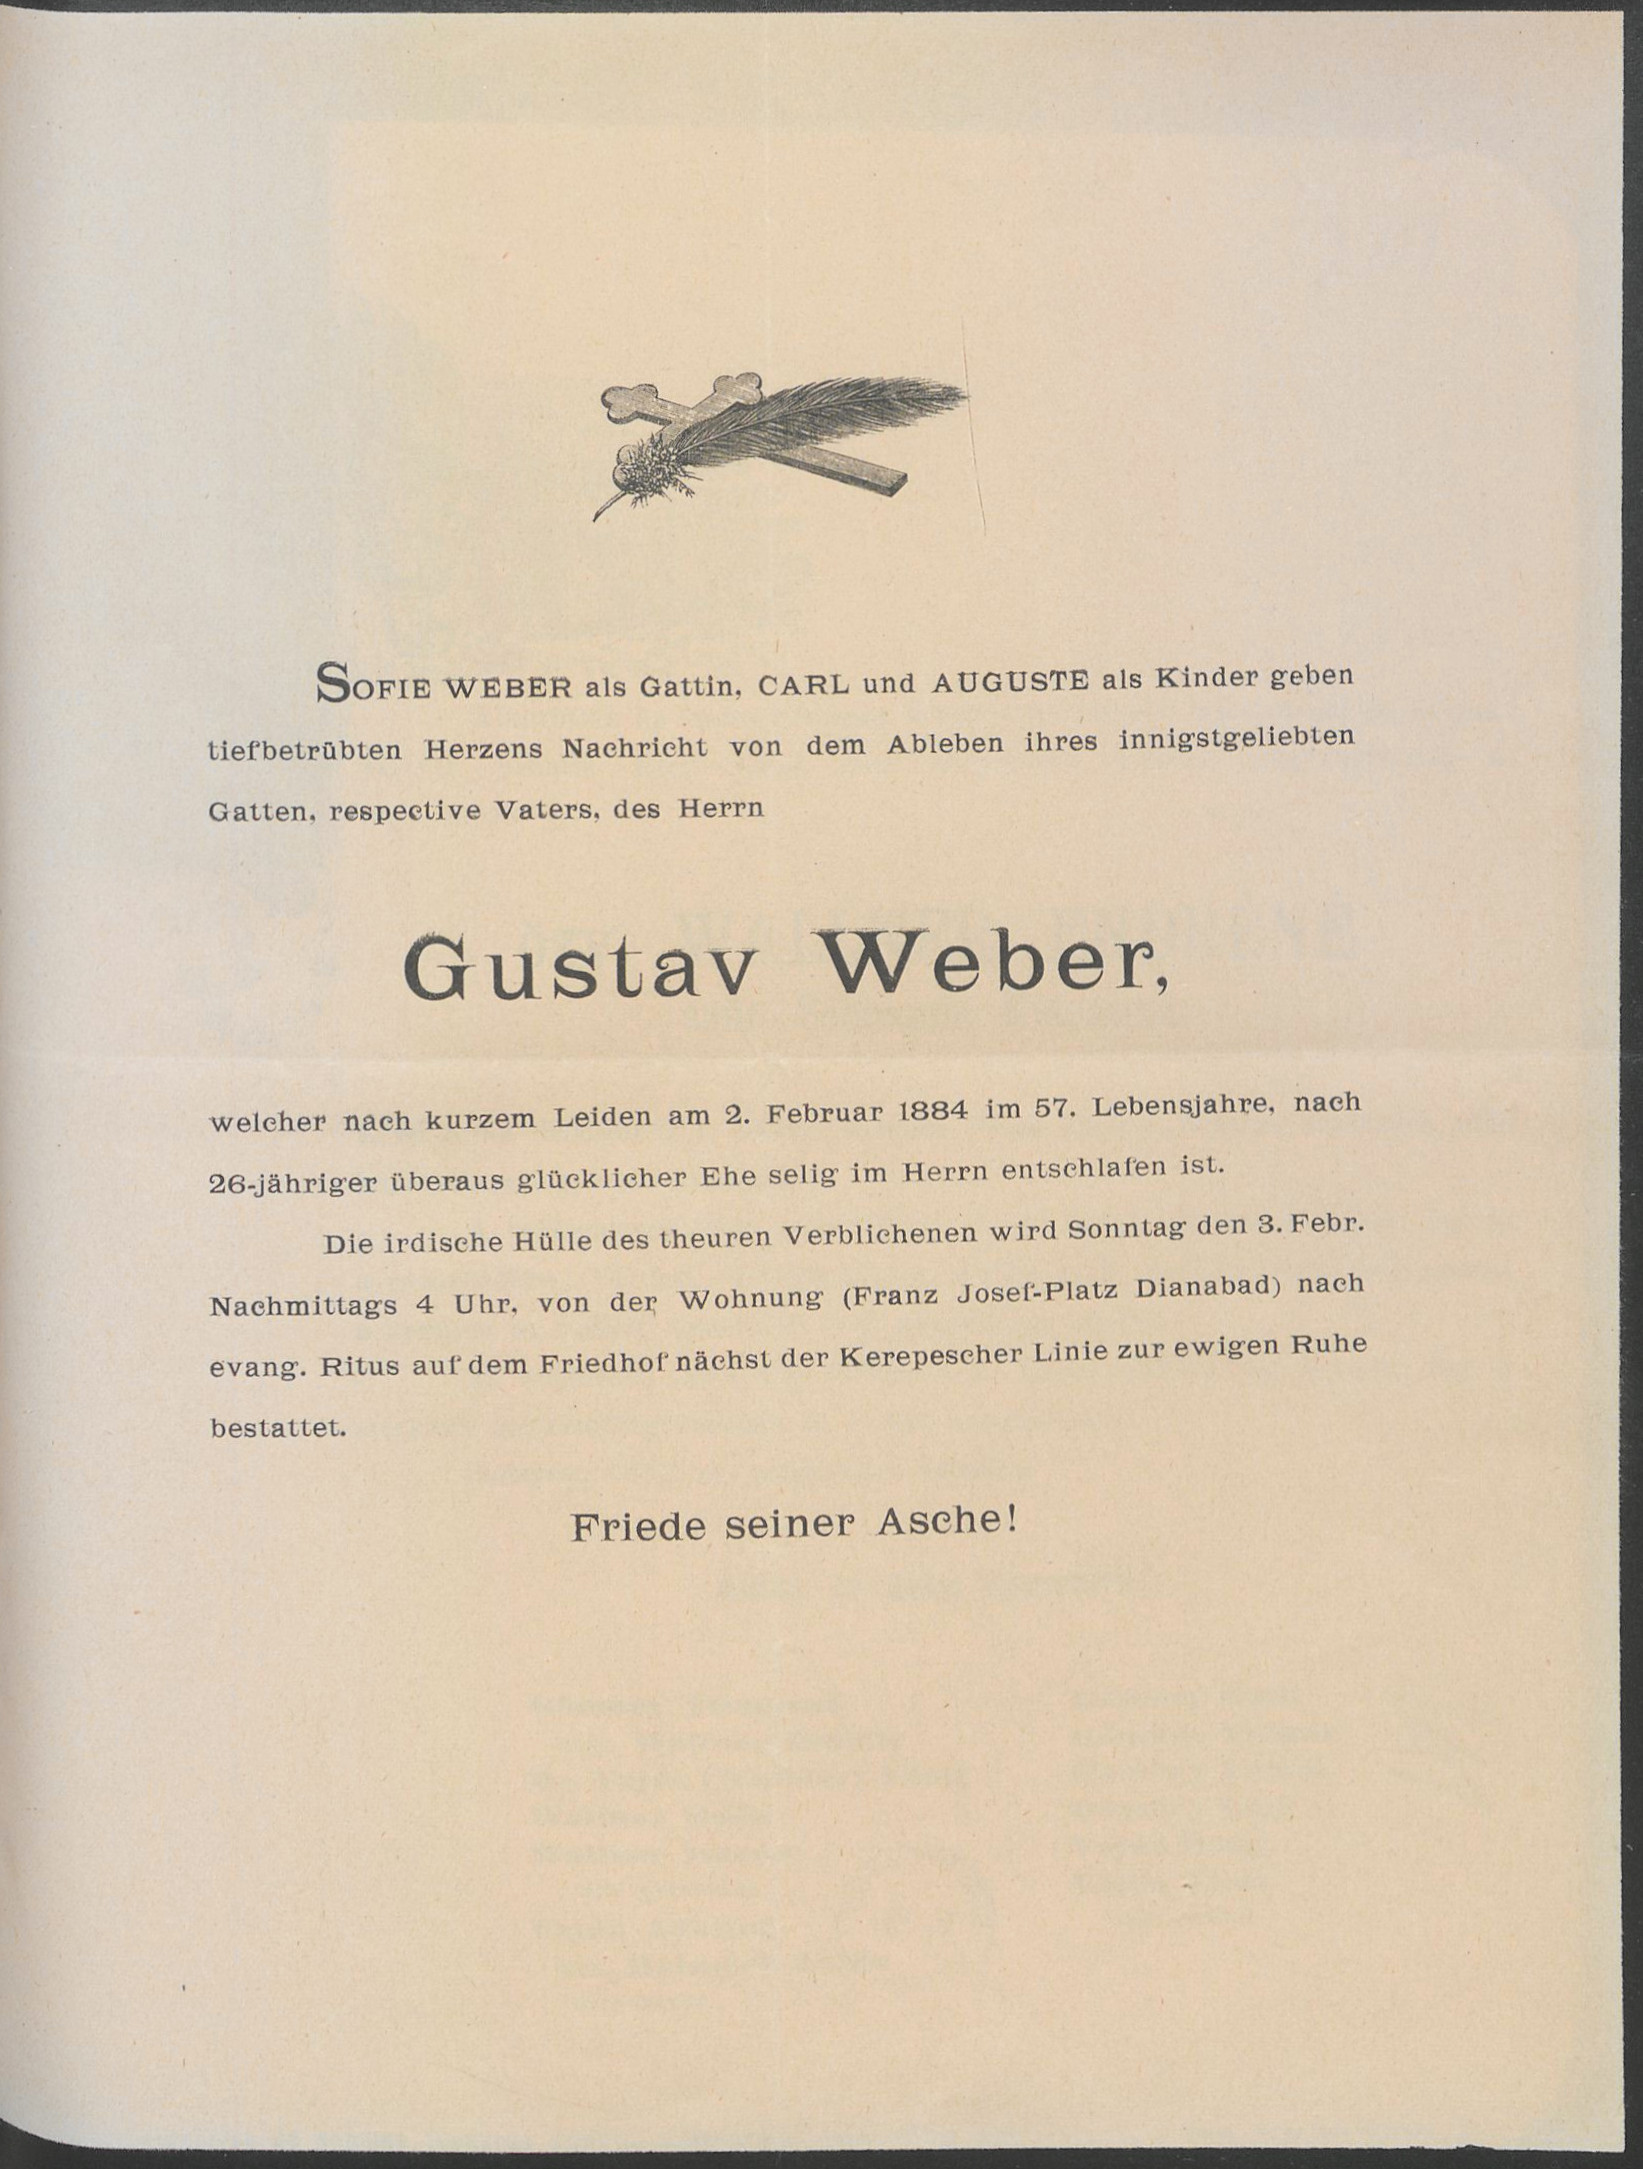 SOFIE WEBER als Gattin, CARL und AUGUSTE als Kinder geben
tiefbetrübten Herzens Nachricht von dem Ableben ihres innigstgeliebten
Gatten, respective Vaters, des Herrn
Gustav Weber,
welcher nach kurzem Leiden am 2. Februar 1884 im 57. Lebensjahre, nach
26-jähriger überaus glücklicher Ehe selig im Herrn entschlafen ist.
Die irdische Hülle des theuren Verblichenen wird Sonntag den 3. Febr.
Nachmittags 4 Uhr, von der Wohnung (Franz Josef-Platz Dianabad) nach
evang. Ritus auf dem Friedhof nächst der Kerepescher Linie zur ewigen Ruhe
bestattet.
Friede seiner Asche!